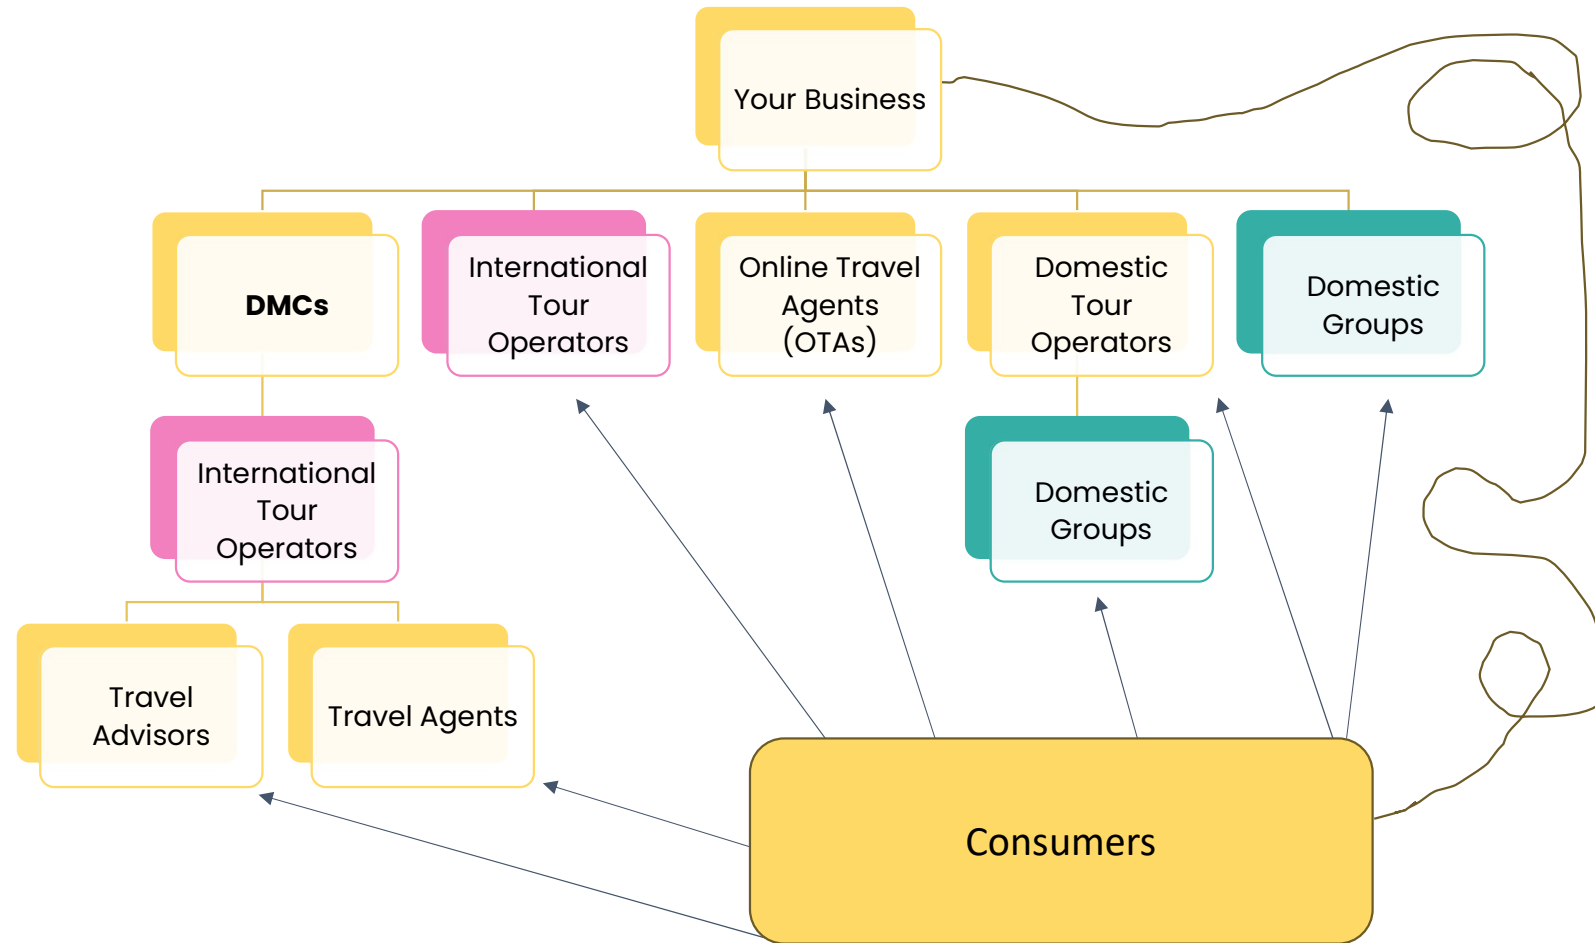 Your Business
DMCs
International
Tour
Operators
Online Travel
Agents
(OTAs)
Domestic
Tour
Operators
Domestic
Groups
International
Tour
Operators
Domestic
Groups
Travel
Advisors
Travel Agents
Consumers